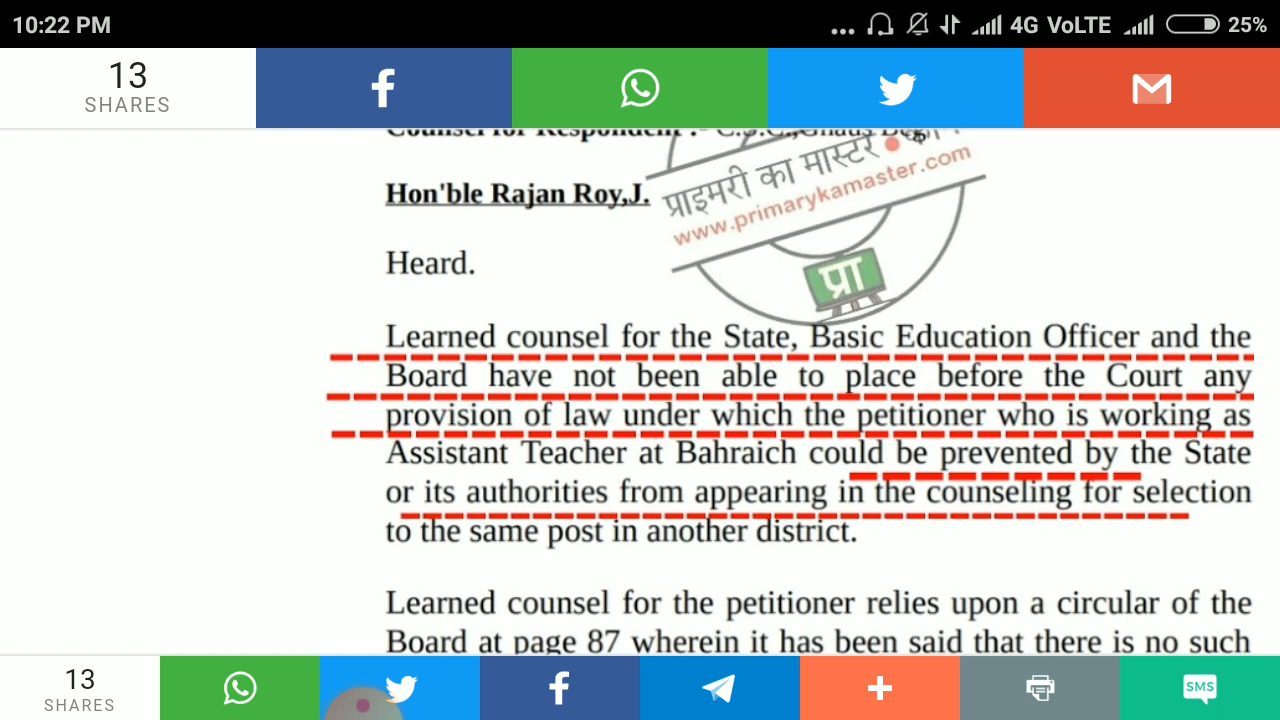 10:22 PM
... 4G VoLTE 25%
13
SHARES
Counsel for Respondent :- C.S.C.,Ghaus Beg
प्राइमरी का मास्टर
www.primarykamaster.com
प्रा
Hon'ble Rajan Roy,J.
Heard.
Learned counsel for the State, Basic Education Officer and the
Board have not been able to place before the Court any
provision of law under which the petitioner who is working as
Assistant Teacher at Bahraich could be prevented by the State
or its authorities from appearing in the counseling for selection
to the same post in another district.
Learned counsel for the petitioner relies upon a circular of the
Board at page 87 wherein it has been said that there is no such
13
SHARES
SMS